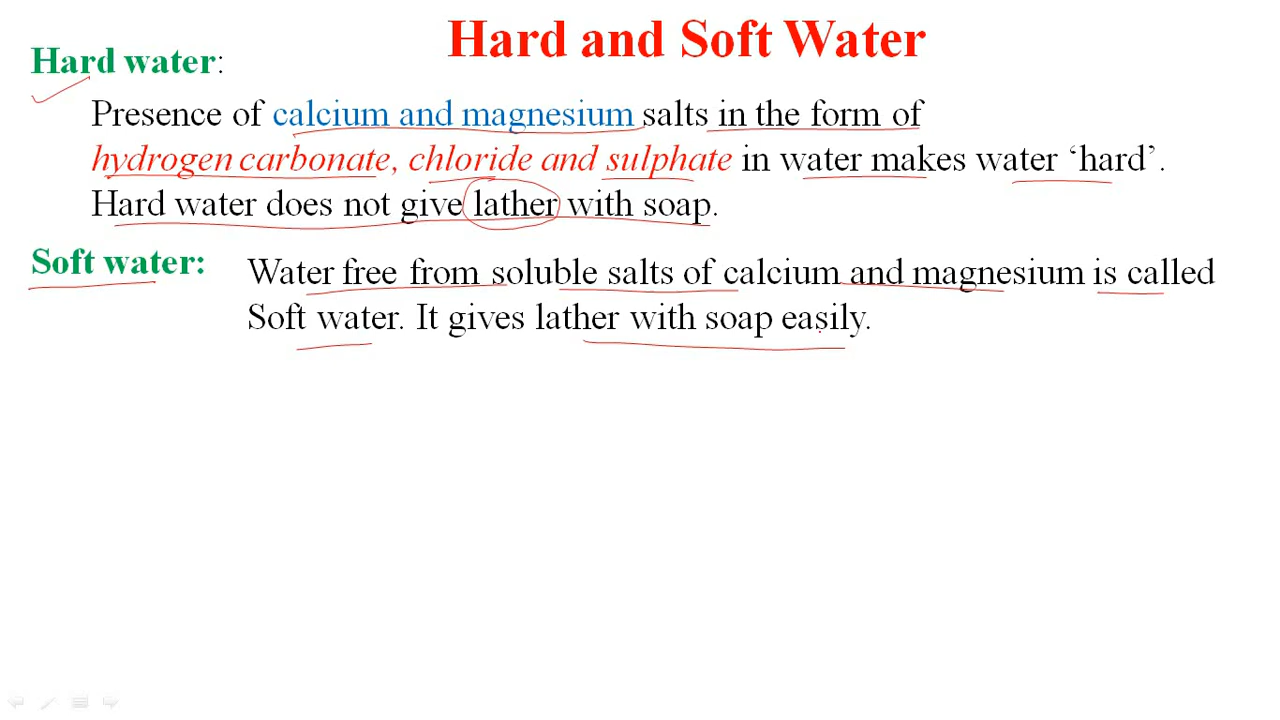 Hard and Soft Water
Hard water:
Presence of calcium and magnesium salts in the form of
hydrogen carbonate, chloride and sulphate in water makes water ‘hard’.
Hard water does not give lather with soap.
Soft water:
Water free from soluble salts of calcium and magnesium is called
Soft water. It gives lather with soap easily.